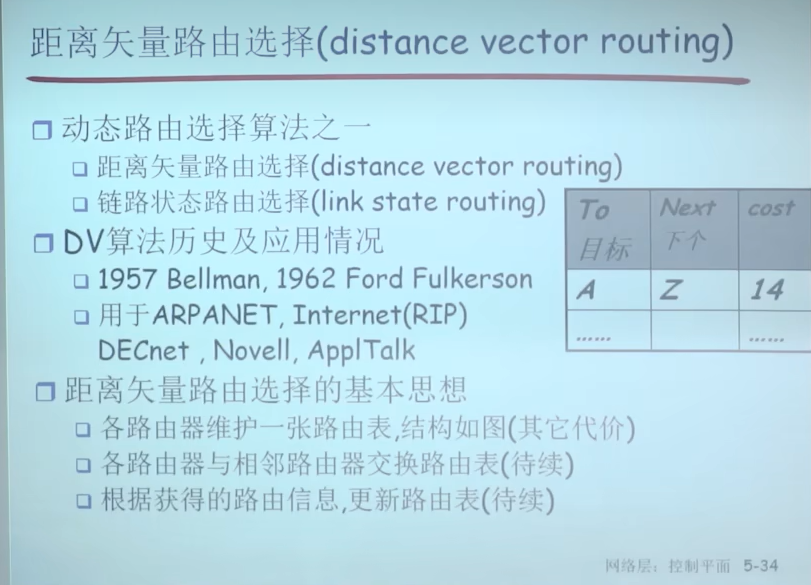 距离矢量路由选择(distance vector routing)
动态路由选择算法之一
距离矢量路由选择(distance vector routing)
链路状态路由选择(link state routing)
DV算法历史及应用情况
1957 Bellman, 1962 Ford Fulkerson
用于ARPANET, Internet(RIP)
DECnet , Novell, ApplTalk
距离矢量路由选择的基本思想
各路由器维护一张路由表,结构如图(其它代价)
各路由器与相邻路由器交换路由表(待续)
根据获得的路由信息,更新路由表(待续)
To Next cost
目标 下个
A Z 14
...... ......
网络层：控制平面 5-34